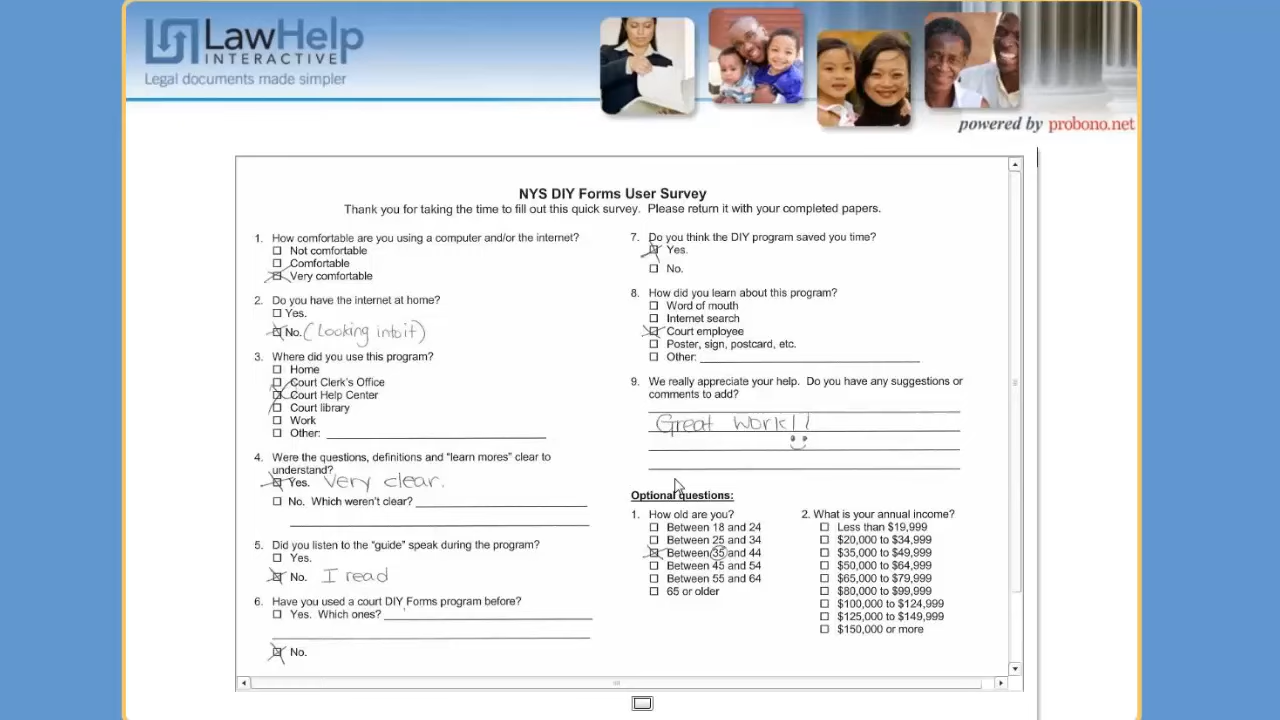 LawHelp
INTERACTIVE
Legal documents made simpler
powered by probono.net
NYS DIY Forms User Survey
Thank you for taking the time to fill out this quick survey. Please return it with your completed papers.
1. How comfortable are you using a computer and/or the internet?
Not comfortable
Comfortable
Very comfortable
2. Do you have the internet at home?
Yes.
No. (Looking into it)
3. Where did you use this program?
Home
Court Clerk's Office
Court Help Center
Court library
Work
Other:
4. Were the questions, definitions and "learn mores" clear to
understand?
Yes. Very clear.
No. Which weren't clear?
5. Did you listen to the "guide" speak during the program?
Yes.
No. I read
6. Have you used a court DIY Forms program before?
Yes. Which ones?
No.
7. Do you think the DIY program saved you time?
Yes.
No.
8. How did you learn about this program?
Word of mouth
Internet search
Court employee
Poster, sign, postcard, etc.
Other:
9. We really appreciate your help. Do you have any suggestions or
comments to add?
Great work!!
Optional questions:
1. How old are you?
Between 18 and 24
Between 25 and 34
Between 35 and 44
Between 45 and 54
Between 55 and 64
65 or older
2. What is your annual income?
Less than $19,999
$20,000 to $34,999
$35,000 to $49,999
$50,000 to $64,999
$65,000 to $79,999
$80,000 to $99,999
$100,000 to $124,999
$125,000 to $149,999
$150,000 or more